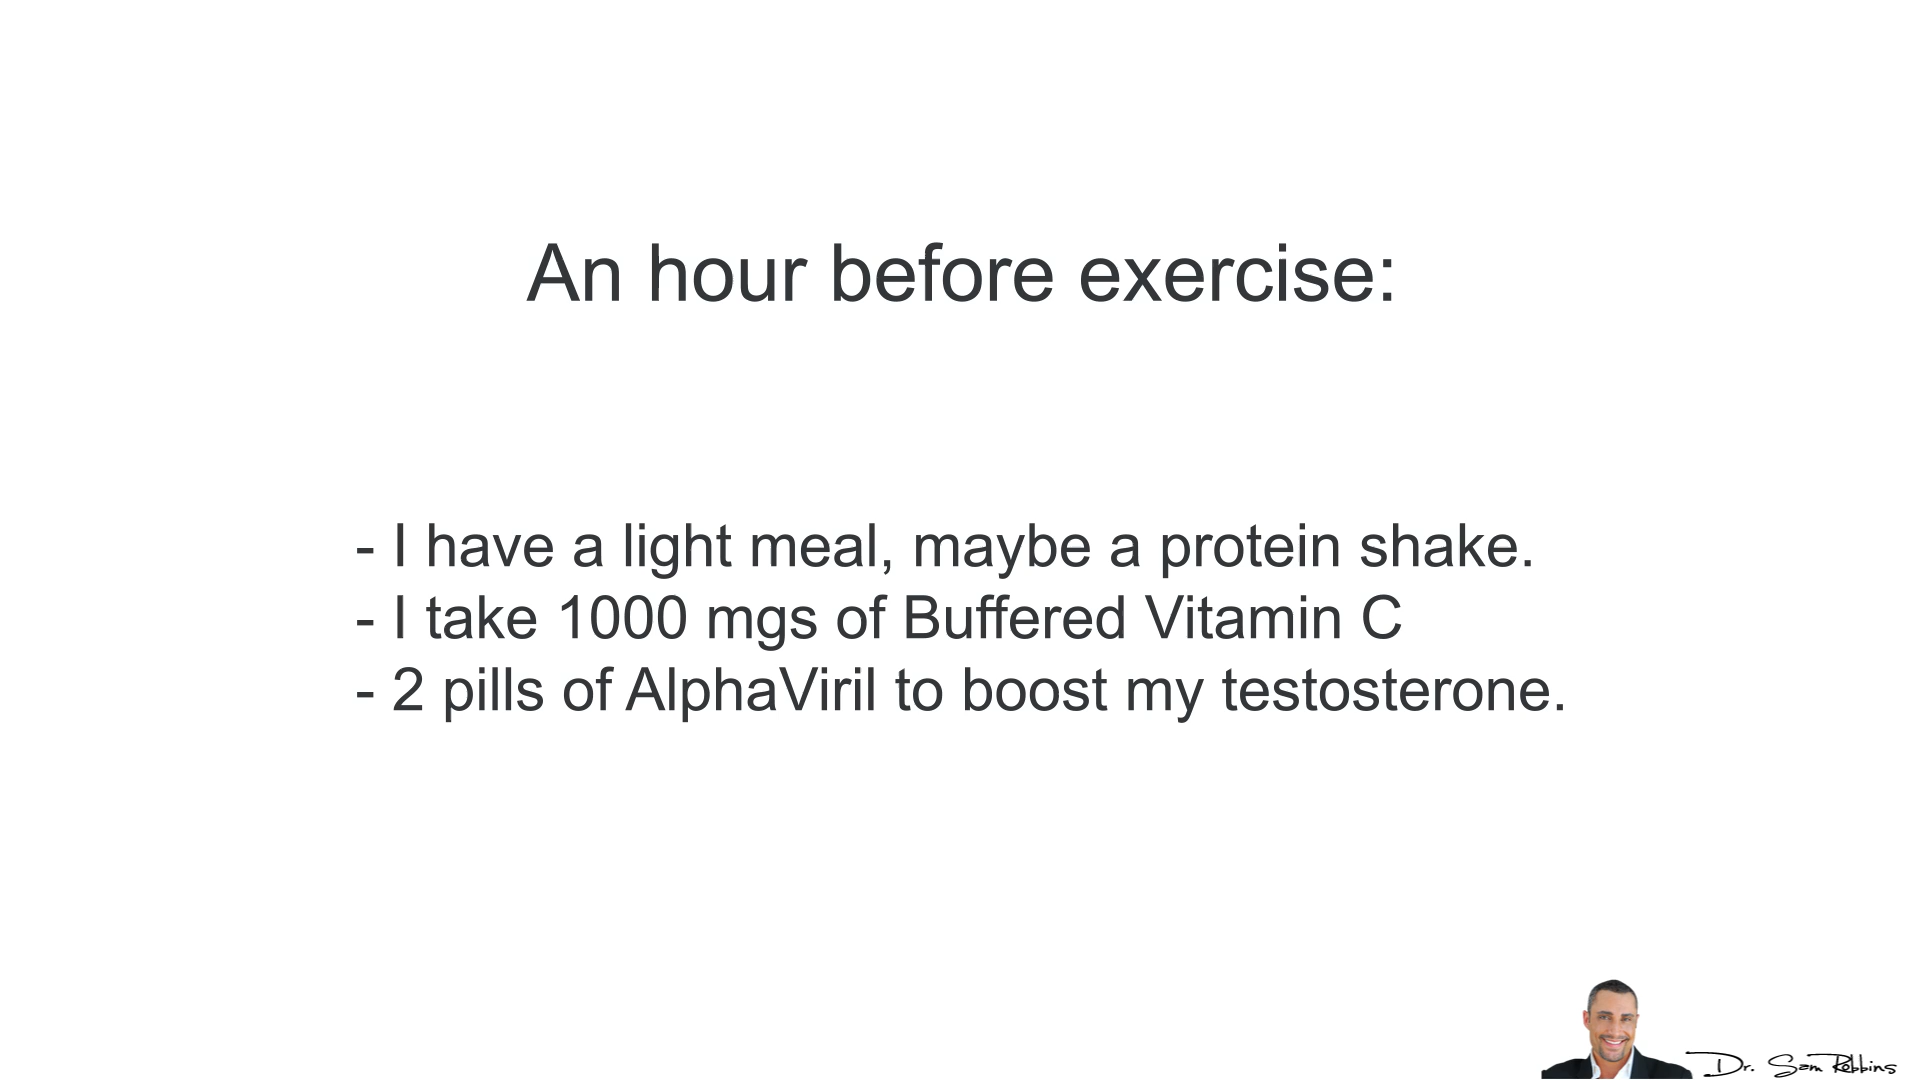 An hour before exercise:
- I have a light meal, maybe a protein shake.
- I take 1000 mgs of Buffered Vitamin C
- 2 pills of AlphaViril to boost my testosterone.
Dr. Sam Robbins